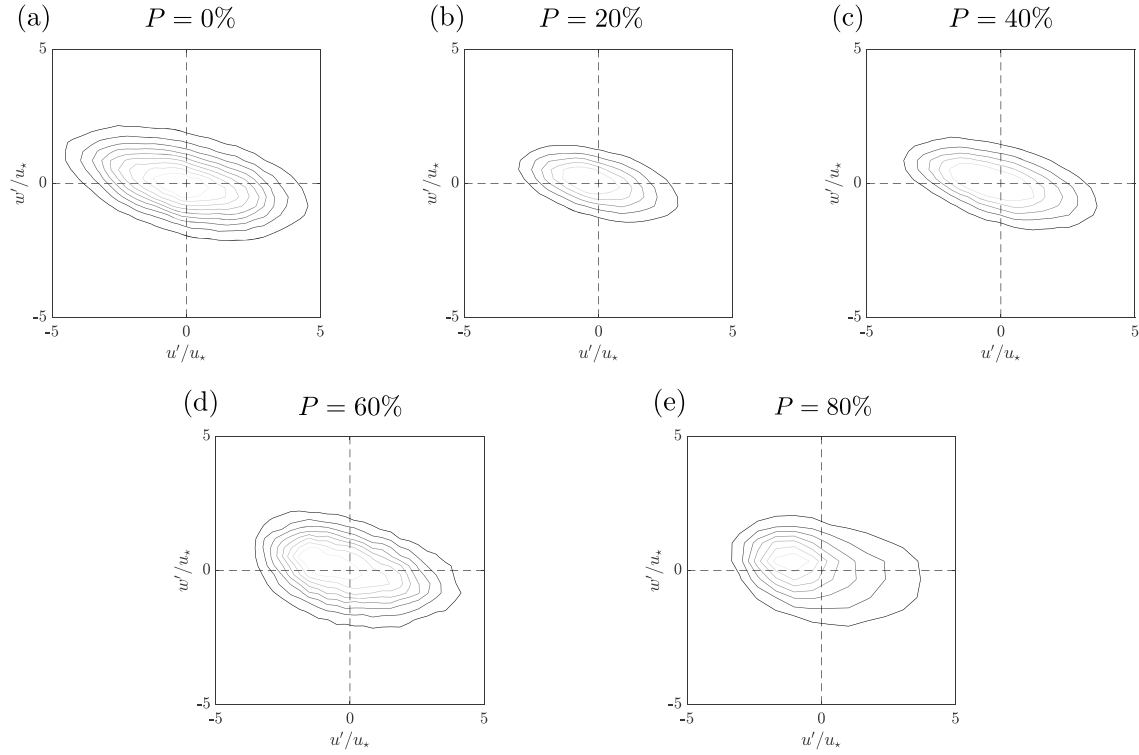 (a) P = 0%
5
0
-5
w′/u⋆
-5 0 5
u′/u⋆
(b) P = 20%
5
0
-5
w′/u⋆
-5 0 5
u′/u⋆
(c) P = 40%
5
0
-5
w′/u⋆
-5 0 5
u′/u⋆
(d) P = 60%
5
0
-5
w′/u⋆
-5 0 5
u′/u⋆
(e) P = 80%
5
0
-5
w′/u⋆
-5 0 5
u′/u⋆